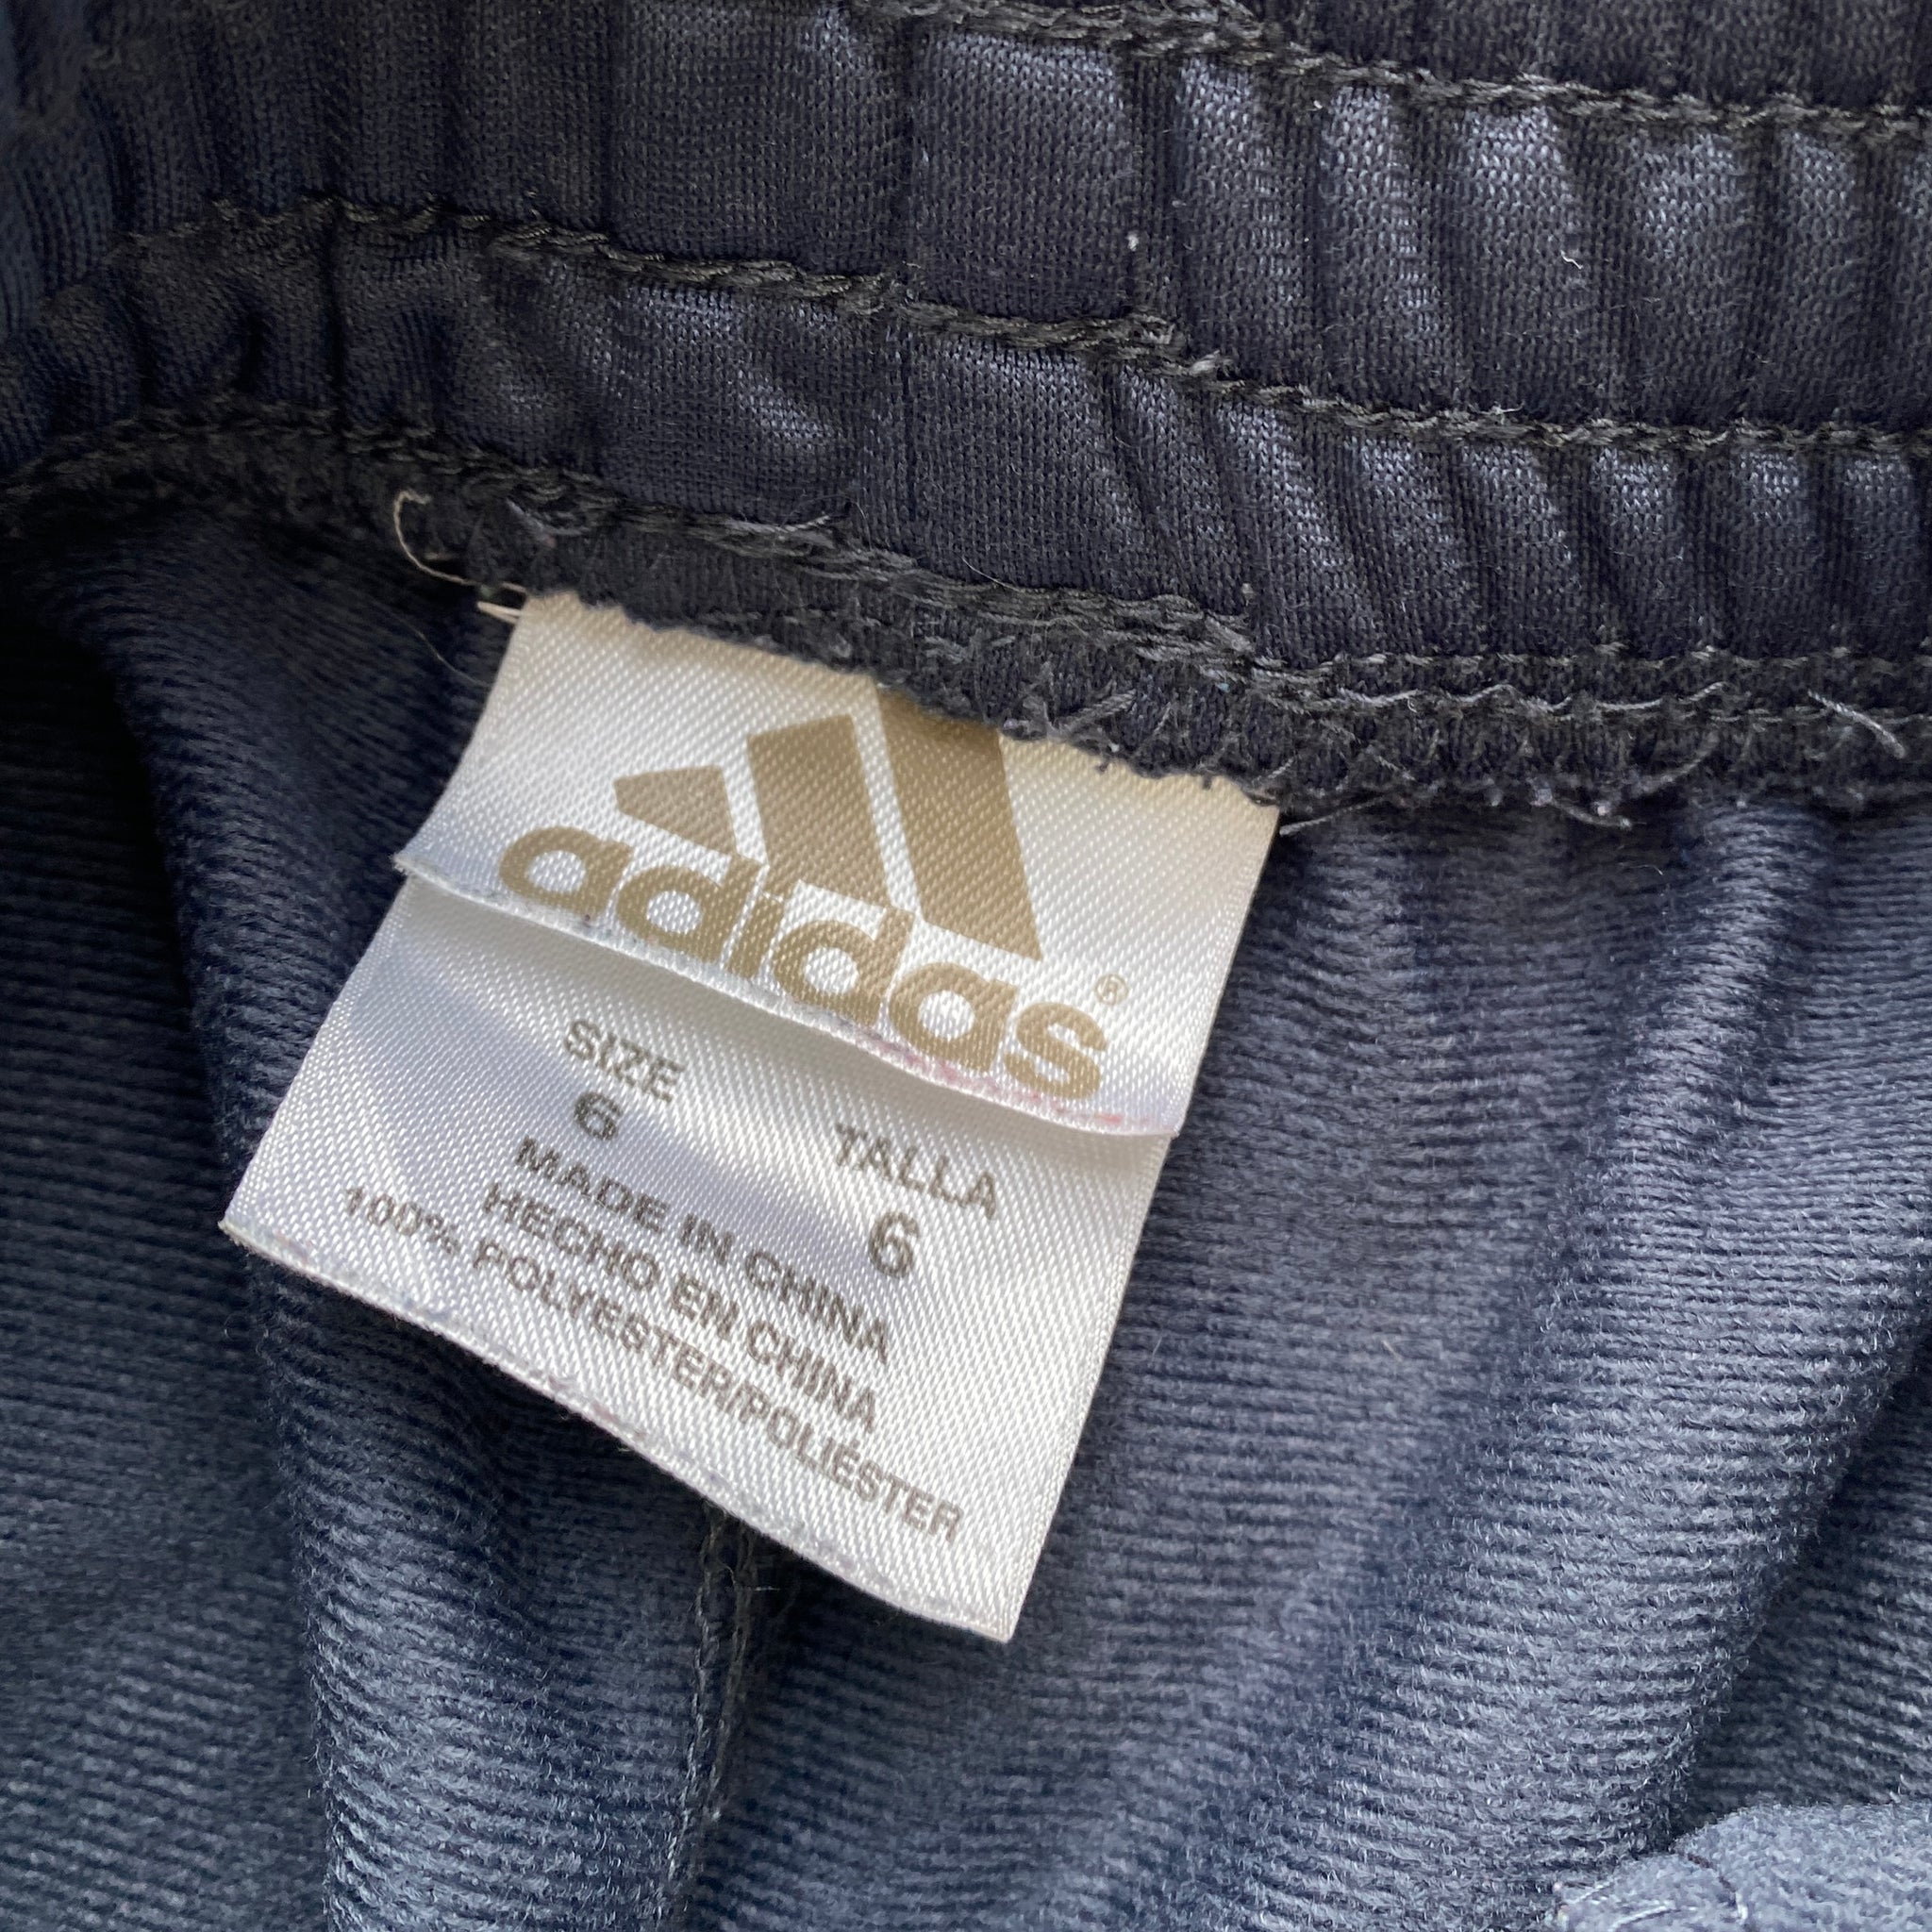 adidas®
SIZE TALLA
6 6
MADE IN CHINA
HECHO EN CHINA
100% POLYESTER/POLIÉSTER